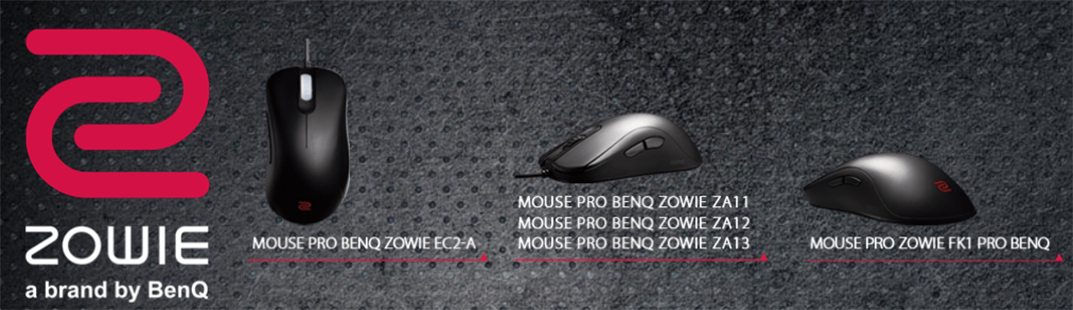 ZOWIE
a brand by BenQ
MOUSE PRO BENQ ZOWIE EC2-A
MOUSE PRO BENQ ZOWIE ZA11
MOUSE PRO BENQ ZOWIE ZA12
MOUSE PRO BENQ ZOWIE ZA13
MOUSE PRO ZOWIE FK1 PRO BENQ